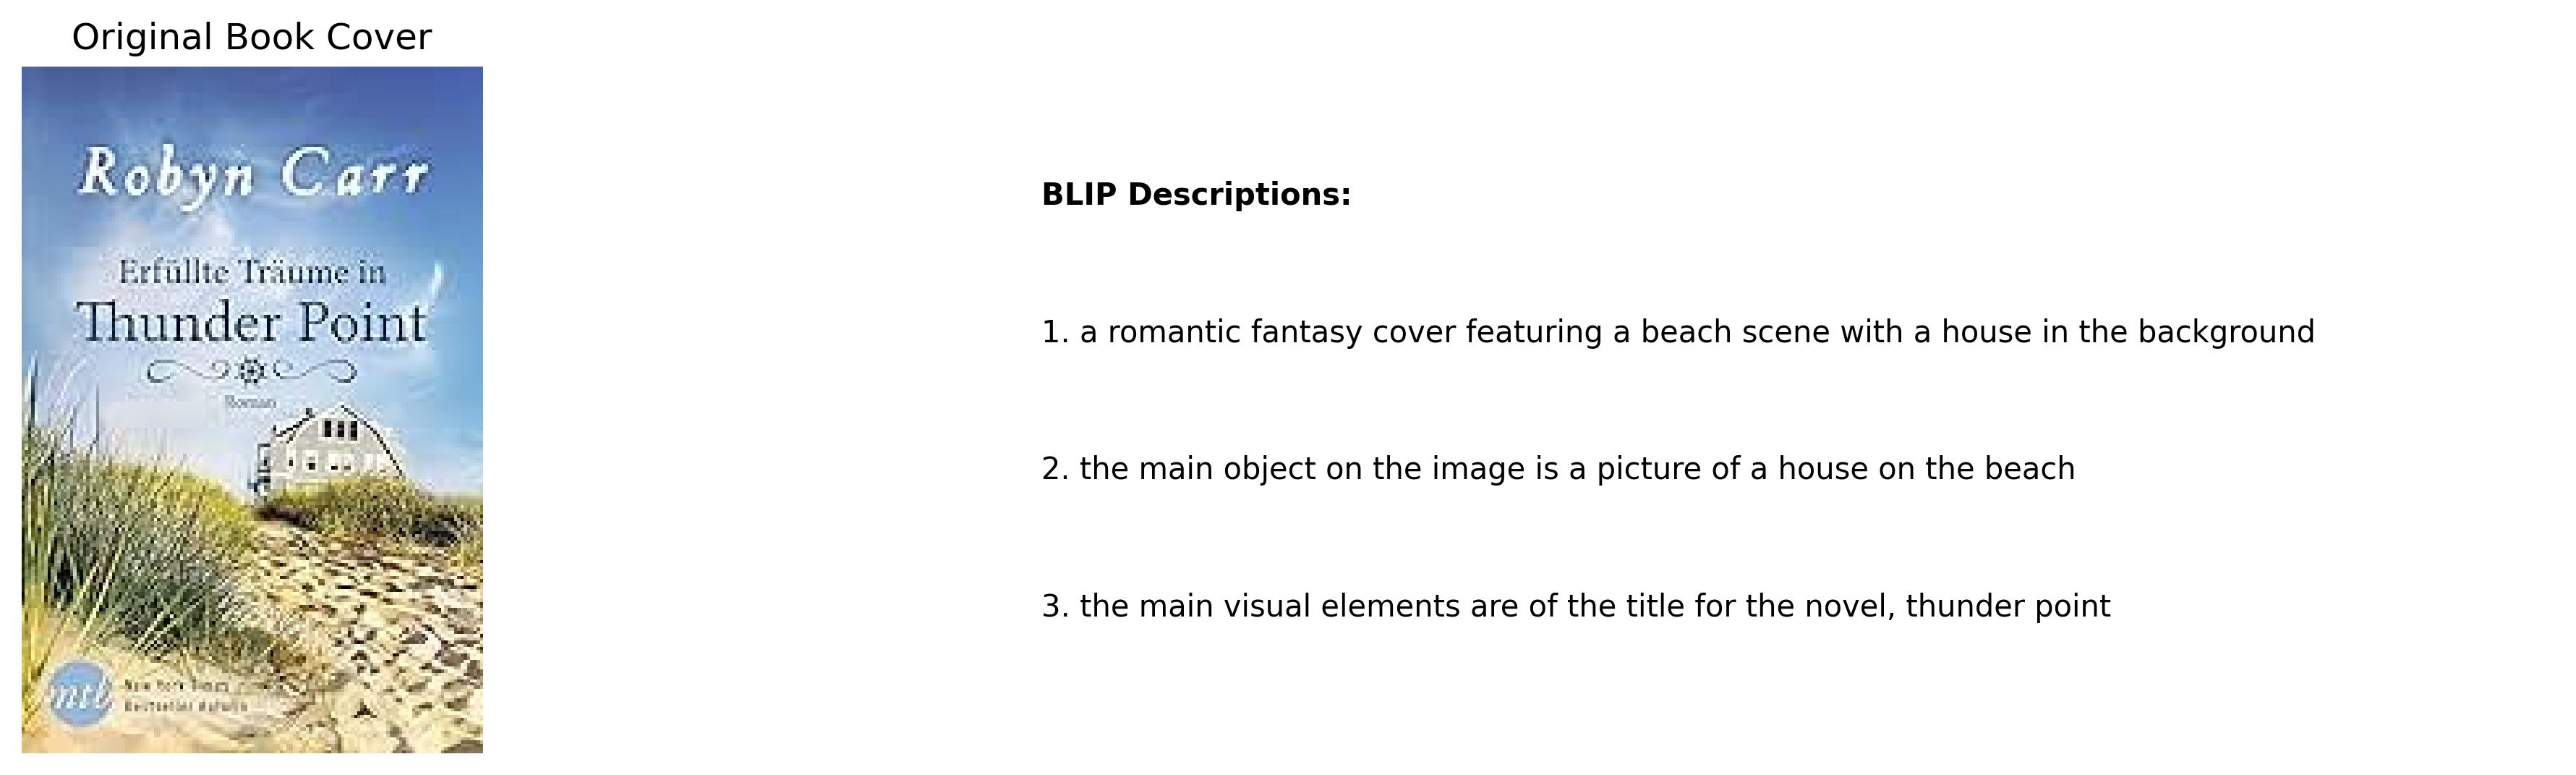 Original Book Cover
Robyn Carr
Erfüllte Träume in
Thunder Point
Roman
mtb
New York Times
Bestseller Autorin
BLIP Descriptions:
1. a romantic fantasy cover featuring a beach scene with a house in the background
2. the main object on the image is a picture of a house on the beach
3. the main visual elements are of the title for the novel, thunder point